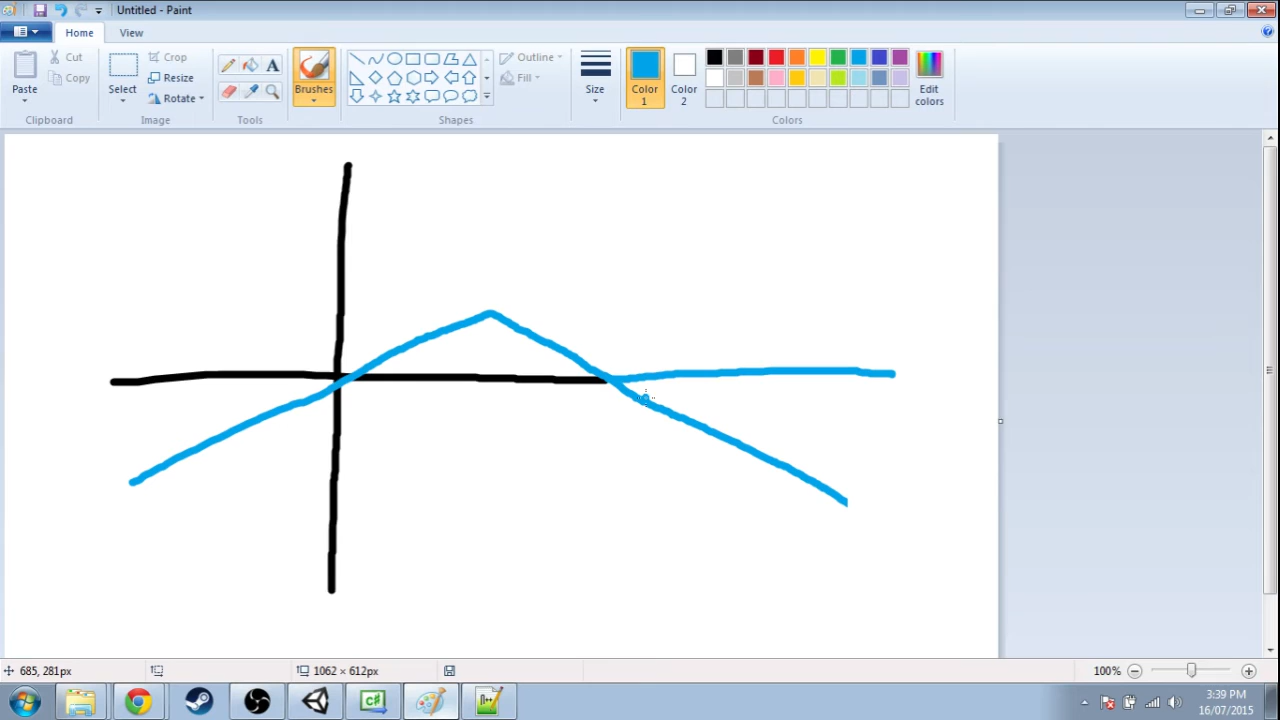 Untitled - Paint
Home View
Paste
Cut
Copy
Clipboard
Select
Crop
Resize
Rotate
Image
Tools
A
Brushes
Outline
Fill
Shapes
Size
Color 1
Color 2
Edit colors
Colors
685, 281px
1062 × 612px
100%
C#
N++
3:39 PM
16/07/2015